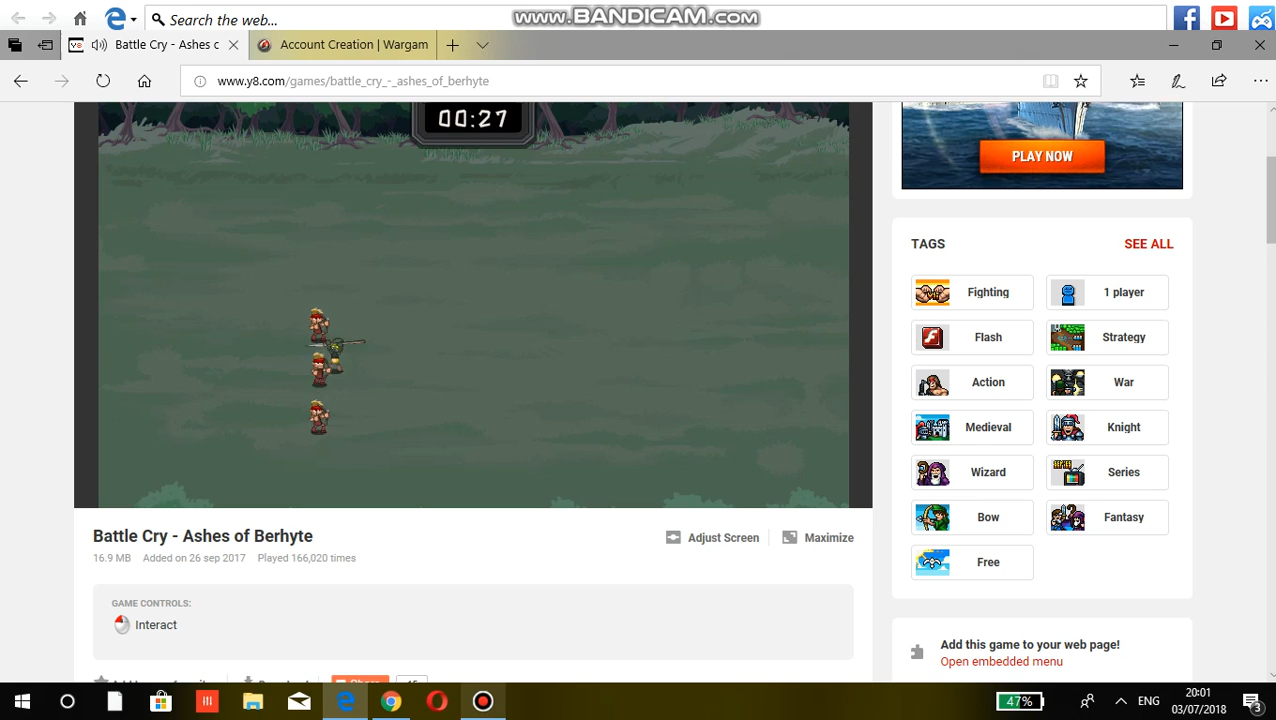 www.BANDICAM.com
Search the web...
Battle Cry - Ashes c
Account Creation | Wargam
www.y8.com/games/battle_cry_-_ashes_of_berhyte
00:27
PLAY NOW
TAGS
SEE ALL
Fighting
1 player
Flash
Strategy
Action
War
Medieval
Knight
Wizard
Series
Bow
Fantasy
Free
Battle Cry - Ashes of Berhyte
Adjust Screen
Maximize
16.9 MB Added on 26 sep 2017 Played 166,020 times
GAME CONTROLS:
Interact
Add this game to your web page!
Open embedded menu
47%
ENG
20:01
03/07/2018
3